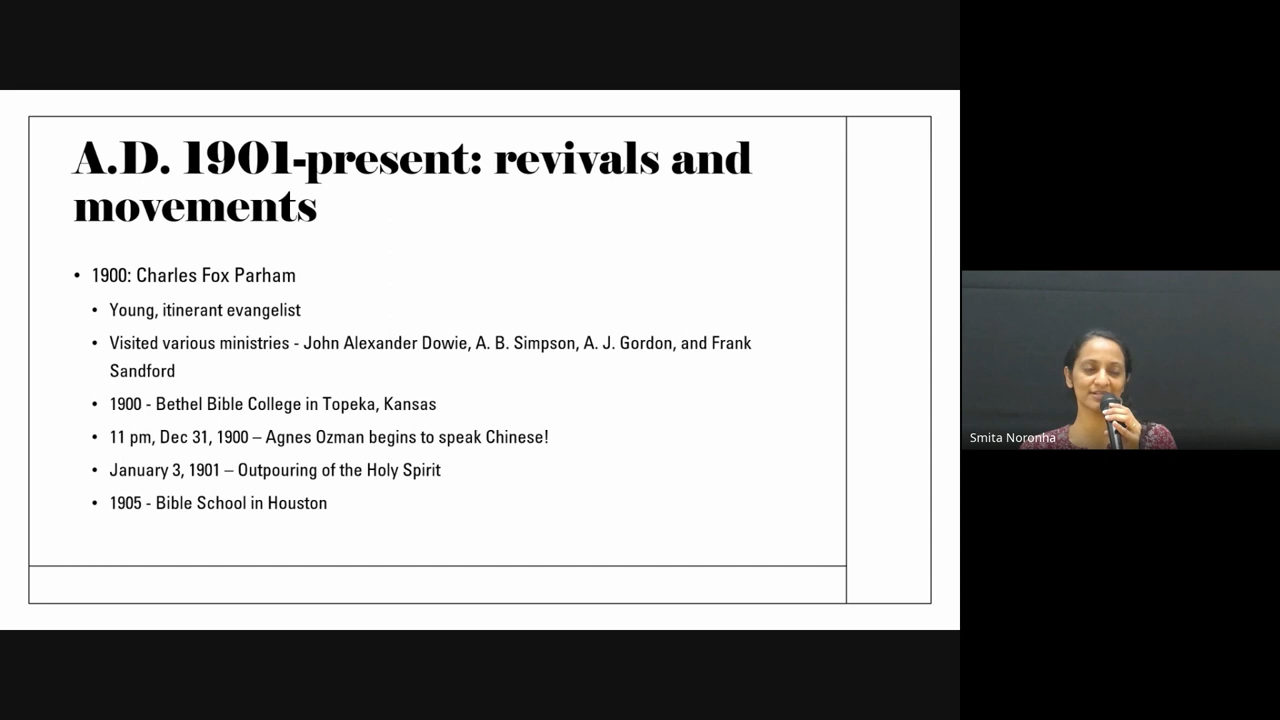 A.D. 1901-present: revivals and
movements
• 1900: Charles Fox Parham
• Young, itinerant evangelist
• Visited various ministries - John Alexander Dowie, A. B. Simpson, A. J. Gordon, and Frank
Sandford
• 1900 - Bethel Bible College in Topeka, Kansas
• 11 pm, Dec 31, 1900 – Agnes Ozman begins to speak Chinese!
• January 3, 1901 – Outpouring of the Holy Spirit
• 1905 - Bible School in Houston
Smita Noronha